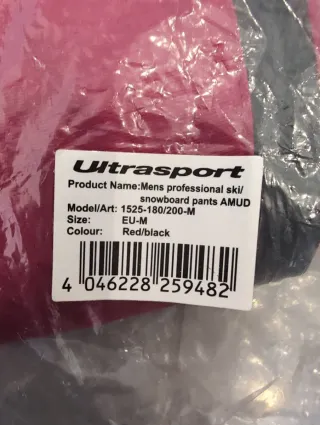 Ultrasport
Product Name:Mens professional ski/
snowboard pants AMUD
Model/Art: 1525-180/200-M
Size: EU-M
Colour: Red/black
4 046228 259482